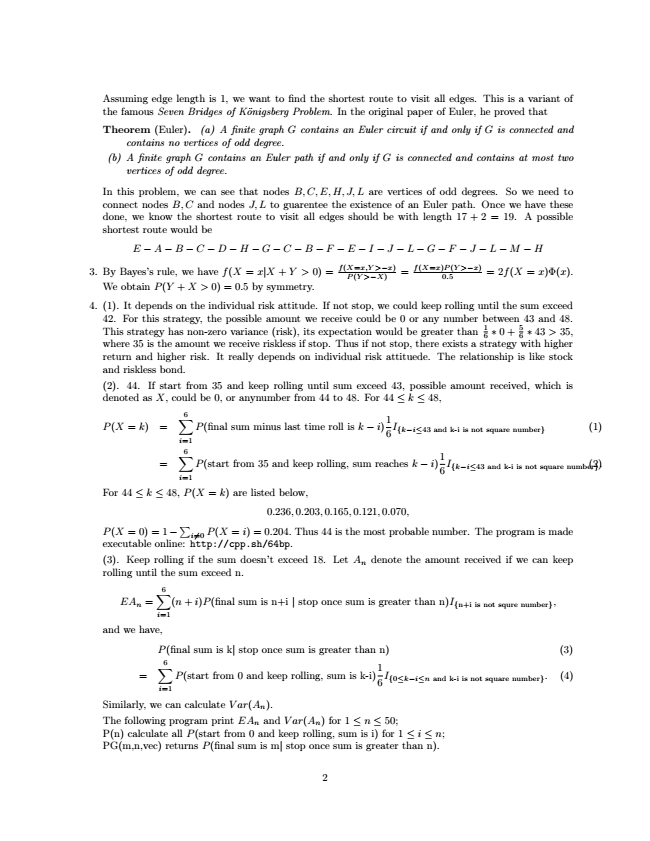 Assuming edge length is 1, we want to find the shortest route to visit all edges. This is a variant of
the famous Seven Bridges of Königsberg Problem. In the original paper of Euler, he proved that
Theorem (Euler). (a) A finite graph G contains an Euler circuit if and only if G is connected and
contains no vertices of odd degree.
(b) A finite graph G contains an Euler path if and only if G is connected and contains at most two
vertices of odd degree.
In this problem, we can see that nodes B, C, E, H, J, L are vertices of odd degrees. So we need to
connect nodes B, C and nodes J, L to guarentee the existence of an Euler path. Once we have these
done, we know the shortest route to visit all edges should be with length 17 + 2 = 19. A possible
shortest route would be
E − A − B − C − D − H − G − C − B − F − E − I − J − L − G − F − J − L − M − H
3. By Bayes's rule, we have f(X = x|X + Y > 0) = f(X=x,Y>−x)/P(Y>−X) = f(X=x)P(Y>−x)/0.5 = 2f(X = x)Φ(x).
We obtain P(Y + X > 0) = 0.5 by symmetry.
4. (1). It depends on the individual risk attitude. If not stop, we could keep rolling until the sum exceed
42. For this strategy, the possible amount we receive could be 0 or any number between 43 and 48.
This strategy has non-zero variance (risk), its expectation would be greater than 1/6 ∗ 0 + 5/6 ∗ 43 > 35,
where 35 is the amount we receive riskless if stop. Thus if not stop, there exists a strategy with higher
return and higher risk. It really depends on individual risk attituede. The relationship is like stock
and riskless bond.
(2). 44. If start from 35 and keep rolling until sum exceed 43, possible amount received, which is
denoted as X, could be 0, or anynumber from 44 to 48. For 44 ≤ k ≤ 48,
P(X = k) = ∑_{i=1}^{6} P(final sum minus last time roll is k − i) 1/6 I_{{k−i≤43 and k-i is not square number}} (1)
= ∑_{i=1}^{6} P(start from 35 and keep rolling, sum reaches k − i) 1/6 I_{{k−i≤43 and k-i is not square number}} (2)
For 44 ≤ k ≤ 48, P(X = k) are listed below,
0.236, 0.203, 0.165, 0.121, 0.070,
P(X = 0) = 1 − ∑_{i≠0} P(X = i) = 0.204. Thus 44 is the most probable number. The program is made
executable online: http://cpp.sh/64bp.
(3). Keep rolling if the sum doesn't exceed 18. Let A_n denote the amount received if we can keep
rolling until the sum exceed n.
EA_n = ∑_{i=1}^{6} (n + i)P(final sum is n+i | stop once sum is greater than n)I_{{n+i is not squre number}},
and we have,
P(final sum is k| stop once sum is greater than n) (3)
= ∑_{i=1}^{6} P(start from 0 and keep rolling, sum is k-i) 1/6 I_{{0≤k−i≤n and k-i is not square number}}. (4)
Similarly, we can calculate Var(A_n).
The following program print EA_n and Var(A_n) for 1 ≤ n ≤ 50;
P(n) calculate all P(start from 0 and keep rolling, sum is i) for 1 ≤ i ≤ n;
PG(m,n,vec) returns P(final sum is m| stop once sum is greater than n).
2